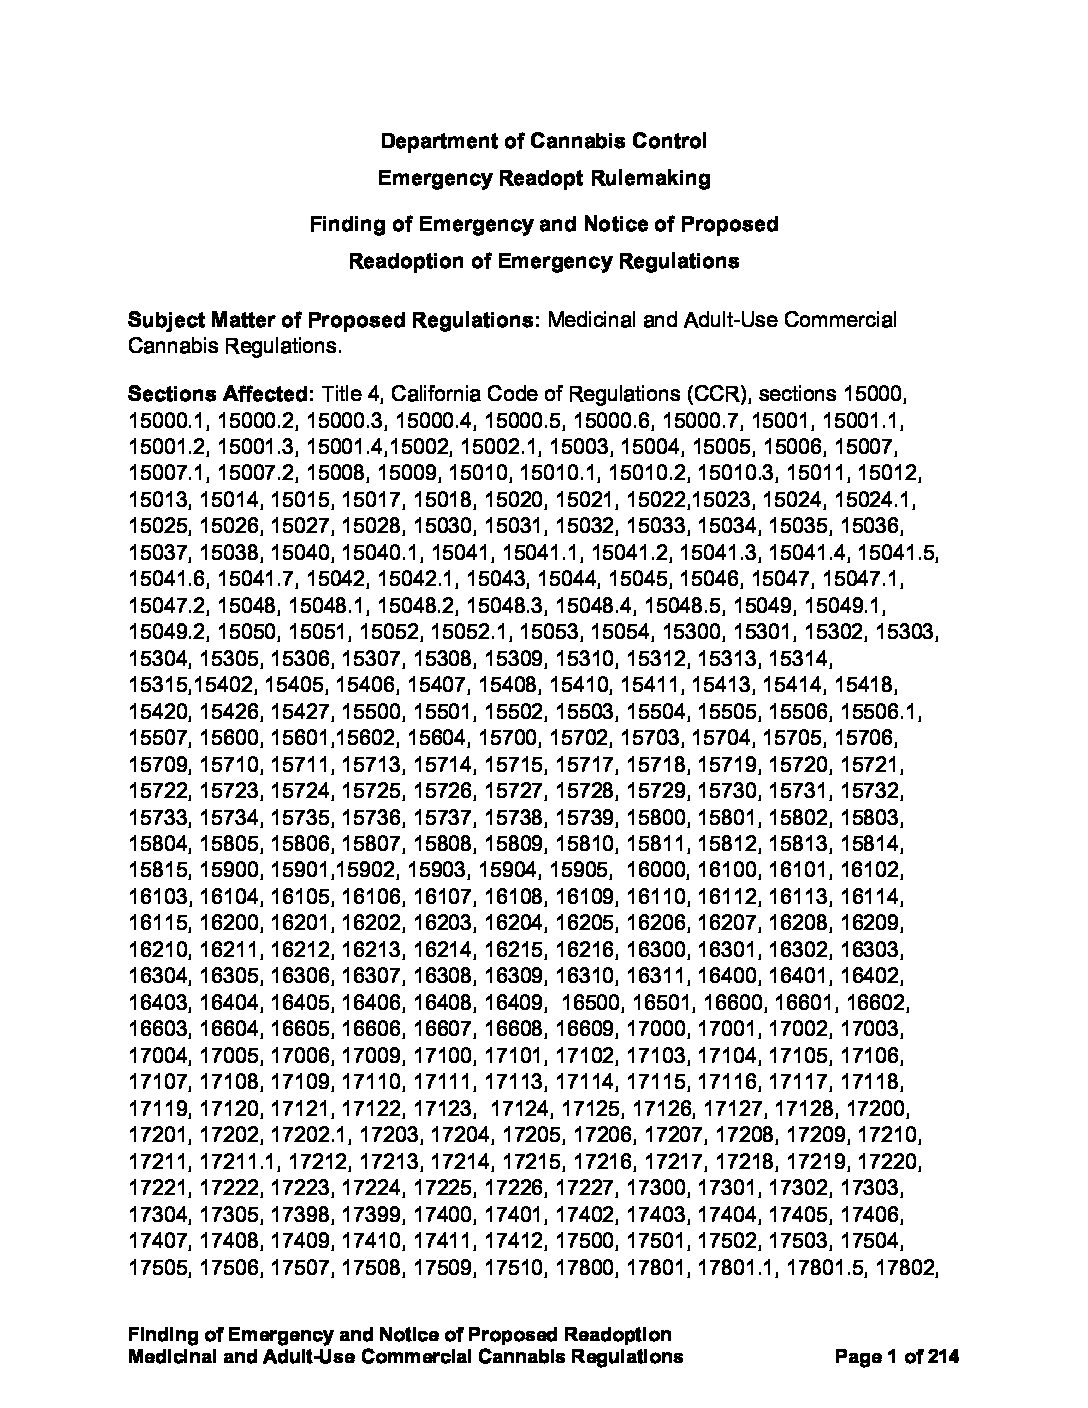 Department of Cannabis Control
Emergency Readopt Rulemaking
Finding of Emergency and Notice of Proposed
Readoption of Emergency Regulations
Subject Matter of Proposed Regulations: Medicinal and Adult-Use Commercial
Cannabis Regulations.
Sections Affected: Title 4, California Code of Regulations (CCR), sections 15000,
15000.1, 15000.2, 15000.3, 15000.4, 15000.5, 15000.6, 15000.7, 15001, 15001.1,
15001.2, 15001.3, 15001.4,15002, 15002.1, 15003, 15004, 15005, 15006, 15007,
15007.1, 15007.2, 15008, 15009, 15010, 15010.1, 15010.2, 15010.3, 15011, 15012,
15013, 15014, 15015, 15017, 15018, 15020, 15021, 15022,15023, 15024, 15024.1,
15025, 15026, 15027, 15028, 15030, 15031, 15032, 15033, 15034, 15035, 15036,
15037, 15038, 15040, 15040.1, 15041, 15041.1, 15041.2, 15041.3, 15041.4, 15041.5,
15041.6, 15041.7, 15042, 15042.1, 15043, 15044, 15045, 15046, 15047, 15047.1,
15047.2, 15048, 15048.1, 15048.2, 15048.3, 15048.4, 15048.5, 15049, 15049.1,
15049.2, 15050, 15051, 15052, 15052.1, 15053, 15054, 15300, 15301, 15302, 15303,
15304, 15305, 15306, 15307, 15308, 15309, 15310, 15312, 15313, 15314,
15315,15402, 15405, 15406, 15407, 15408, 15410, 15411, 15413, 15414, 15418,
15420, 15426, 15427, 15500, 15501, 15502, 15503, 15504, 15505, 15506, 15506.1,
15507, 15600, 15601,15602, 15604, 15700, 15702, 15703, 15704, 15705, 15706,
15709, 15710, 15711, 15713, 15714, 15715, 15717, 15718, 15719, 15720, 15721,
15722, 15723, 15724, 15725, 15726, 15727, 15728, 15729, 15730, 15731, 15732,
15733, 15734, 15735, 15736, 15737, 15738, 15739, 15800, 15801, 15802, 15803,
15804, 15805, 15806, 15807, 15808, 15809, 15810, 15811, 15812, 15813, 15814,
15815, 15900, 15901,15902, 15903, 15904, 15905, 16000, 16100, 16101, 16102,
16103, 16104, 16105, 16106, 16107, 16108, 16109, 16110, 16112, 16113, 16114,
16115, 16200, 16201, 16202, 16203, 16204, 16205, 16206, 16207, 16208, 16209,
16210, 16211, 16212, 16213, 16214, 16215, 16216, 16300, 16301, 16302, 16303,
16304, 16305, 16306, 16307, 16308, 16309, 16310, 16311, 16400, 16401, 16402,
16403, 16404, 16405, 16406, 16408, 16409, 16500, 16501, 16600, 16601, 16602,
16603, 16604, 16605, 16606, 16607, 16608, 16609, 17000, 17001, 17002, 17003,
17004, 17005, 17006, 17009, 17100, 17101, 17102, 17103, 17104, 17105, 17106,
17107, 17108, 17109, 17110, 17111, 17113, 17114, 17115, 17116, 17117, 17118,
17119, 17120, 17121, 17122, 17123, 17124, 17125, 17126, 17127, 17128, 17200,
17201, 17202, 17202.1, 17203, 17204, 17205, 17206, 17207, 17208, 17209, 17210,
17211, 17211.1, 17212, 17213, 17214, 17215, 17216, 17217, 17218, 17219, 17220,
17221, 17222, 17223, 17224, 17225, 17226, 17227, 17300, 17301, 17302, 17303,
17304, 17305, 17398, 17399, 17400, 17401, 17402, 17403, 17404, 17405, 17406,
17407, 17408, 17409, 17410, 17411, 17412, 17500, 17501, 17502, 17503, 17504,
17505, 17506, 17507, 17508, 17509, 17510, 17800, 17801, 17801.1, 17801.5, 17802,
Finding of Emergency and Notice of Proposed Readoption
Medicinal and Adult-Use Commercial Cannabis Regulations Page 1 of 214